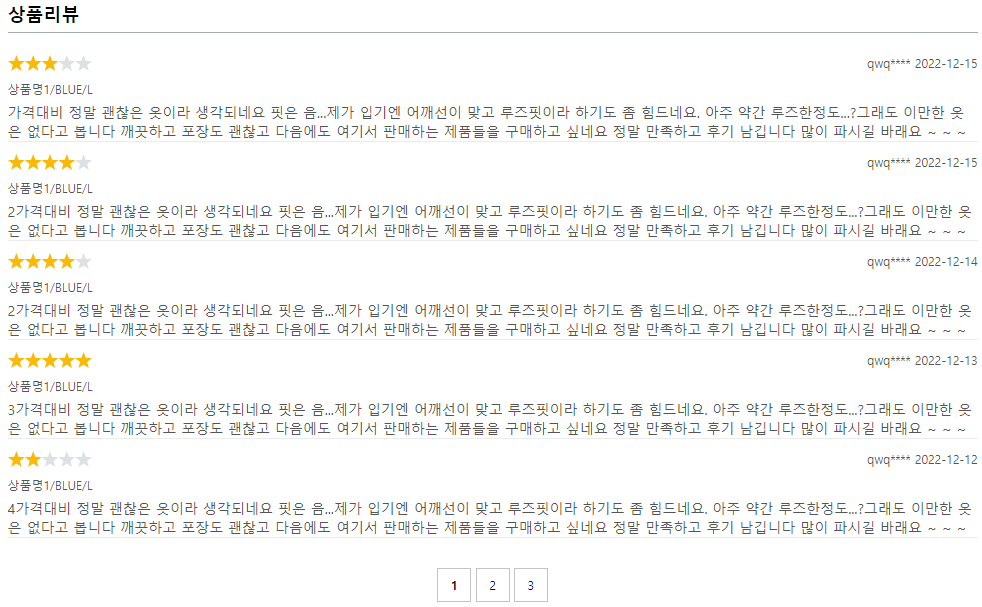 상품리뷰
qwq**** 2022-12-15
상품명1/BLUE/L
가격대비 정말 괜찮은 옷이라 생각되네요 핏은 음...제가 입기엔 어깨선이 맞고 루즈핏이라 하기도 좀 힘드네요. 아주 약간 루즈한정도...?그래도 이만한 옷
은 없다고 봅니다 깨끗하고 포장도 괜찮고 다음에도 여기서 판매하는 제품들을 구매하고 싶네요 정말 만족하고 후기 남깁니다 많이 파시길 바래요 ~ ~ ~
qwq**** 2022-12-15
상품명1/BLUE/L
2가격대비 정말 괜찮은 옷이라 생각되네요 핏은 음...제가 입기엔 어깨선이 맞고 루즈핏이라 하기도 좀 힘드네요. 아주 약간 루즈한정도...?그래도 이만한 옷
은 없다고 봅니다 깨끗하고 포장도 괜찮고 다음에도 여기서 판매하는 제품들을 구매하고 싶네요 정말 만족하고 후기 남깁니다 많이 파시길 바래요 ~ ~ ~
qwq**** 2022-12-14
상품명1/BLUE/L
2가격대비 정말 괜찮은 옷이라 생각되네요 핏은 음...제가 입기엔 어깨선이 맞고 루즈핏이라 하기도 좀 힘드네요. 아주 약간 루즈한정도...?그래도 이만한 옷
은 없다고 봅니다 깨끗하고 포장도 괜찮고 다음에도 여기서 판매하는 제품들을 구매하고 싶네요 정말 만족하고 후기 남깁니다 많이 파시길 바래요 ~ ~ ~
qwq**** 2022-12-13
상품명1/BLUE/L
3가격대비 정말 괜찮은 옷이라 생각되네요 핏은 음...제가 입기엔 어깨선이 맞고 루즈핏이라 하기도 좀 힘드네요. 아주 약간 루즈한정도...?그래도 이만한 옷
은 없다고 봅니다 깨끗하고 포장도 괜찮고 다음에도 여기서 판매하는 제품들을 구매하고 싶네요 정말 만족하고 후기 남깁니다 많이 파시길 바래요 ~ ~ ~
qwq**** 2022-12-12
상품명1/BLUE/L
4가격대비 정말 괜찮은 옷이라 생각되네요 핏은 음...제가 입기엔 어깨선이 맞고 루즈핏이라 하기도 좀 힘드네요. 아주 약간 루즈한정도...?그래도 이만한 옷
은 없다고 봅니다 깨끗하고 포장도 괜찮고 다음에도 여기서 판매하는 제품들을 구매하고 싶네요 정말 만족하고 후기 남깁니다 많이 파시길 바래요 ~ ~ ~
1 2 3